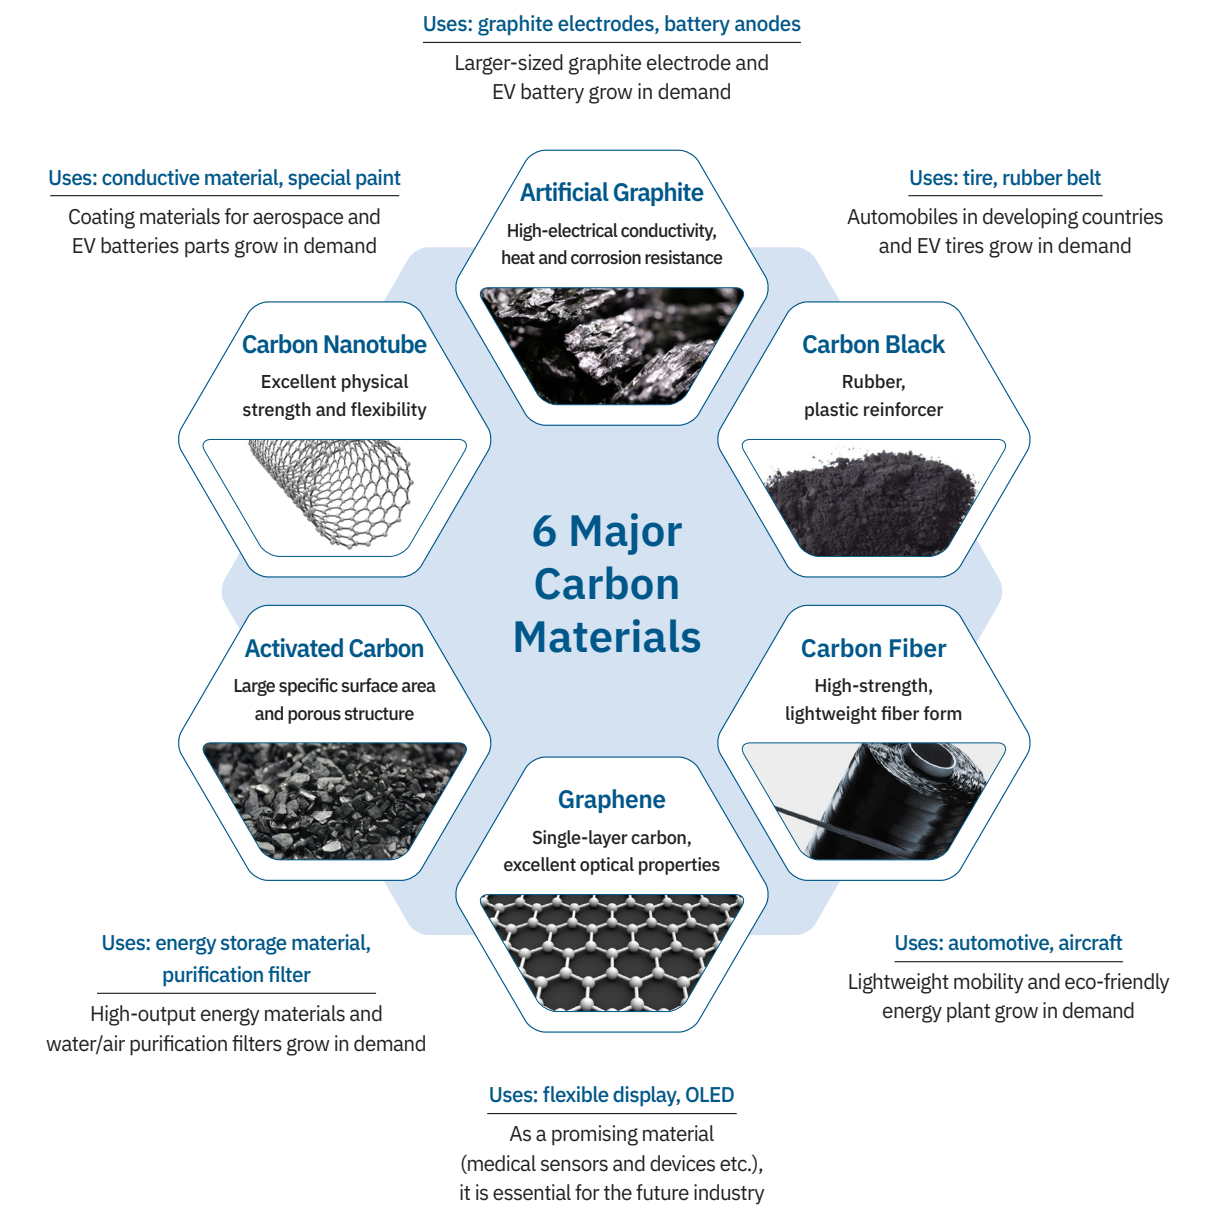 Uses: graphite electrodes, battery anodes
Larger-sized graphite electrode and
EV battery grow in demand
Uses: conductive material, special paint
Coating materials for aerospace and
EV batteries parts grow in demand
Uses: tire, rubber belt
Automobiles in developing countries
and EV tires grow in demand
Artificial Graphite
High-electrical conductivity,
heat and corrosion resistance
Carbon Nanotube
Excellent physical
strength and flexibility
Carbon Black
Rubber,
plastic reinforcer
6 Major
Carbon
Materials
Activated Carbon
Large specific surface area
and porous structure
Carbon Fiber
High-strength,
lightweight fiber form
Graphene
Single-layer carbon,
excellent optical properties
Uses: energy storage material,
purification filter
High-output energy materials and
water/air purification filters grow in demand
Uses: automotive, aircraft
Lightweight mobility and eco-friendly
energy plant grow in demand
Uses: flexible display, OLED
As a promising material
(medical sensors and devices etc.),
it is essential for the future industry